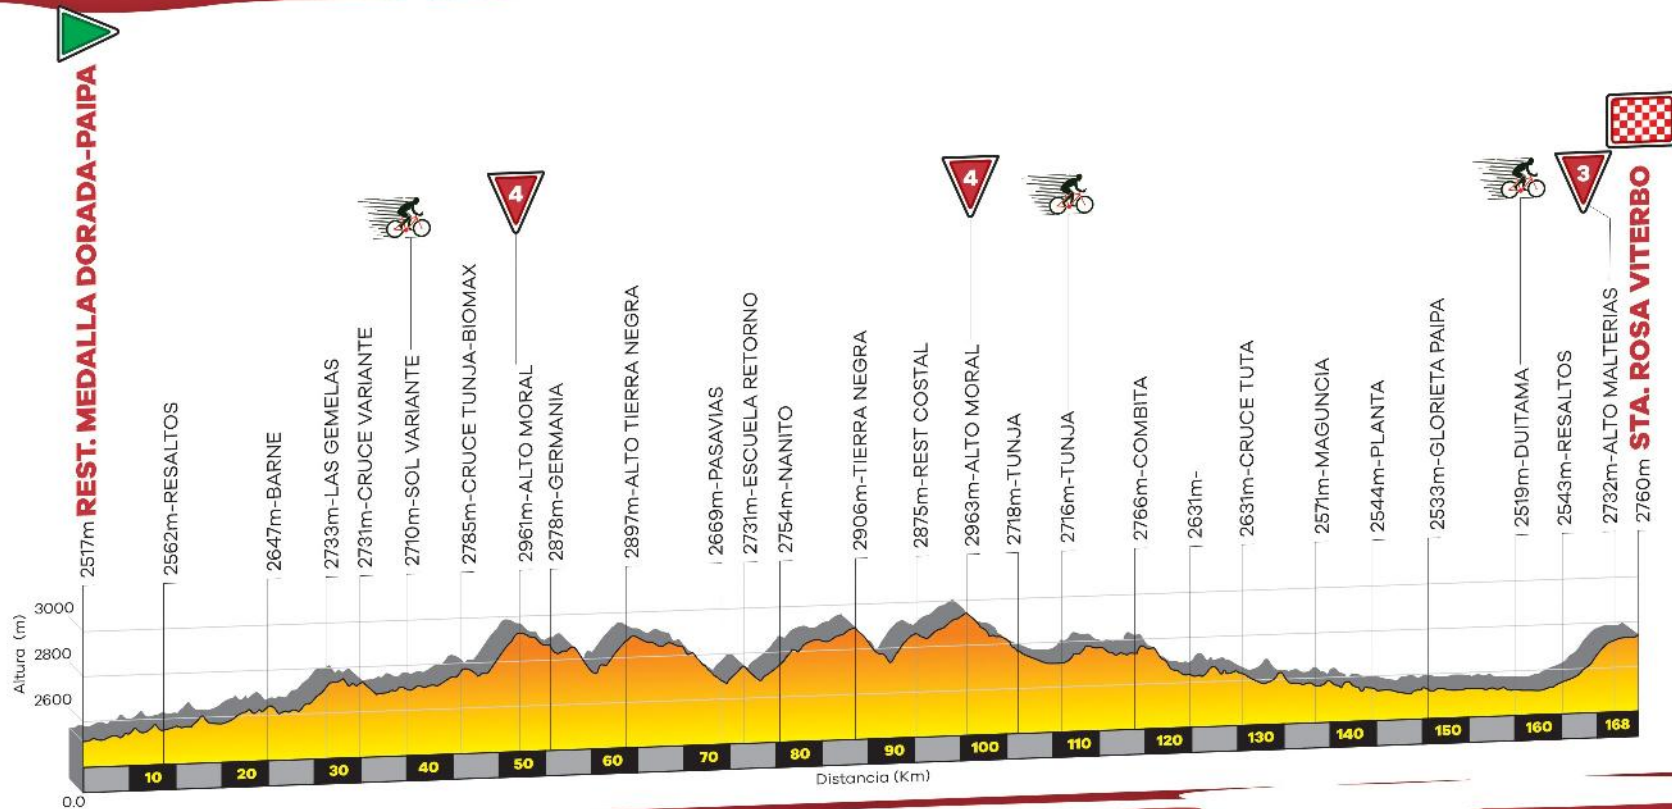 2517m REST. MEDALLA DORADA-PAIPA
2562m-RESALTOS
2647m-BARNE
2733m-LAS GEMELAS
2731m-CRUCE VARIANTE
2710m-SOL VARIANTE
2785m-CRUCE TUNJA-BIOMAX
4
2961m-ALTO MORAL
2878m-GERMANIA
2897m-ALTO TIERRA NEGRA
2669m-PASAVIAS
2731m-ESCUELA RETORNO
2754m-NANITO
2906m-TIERRA NEGRA
2875m-REST COSTAL
4
2963m-ALTO MORAL
2718m-TUNJA
2716m-TUNJA
2766m-COMBITA
2631m-
2631m-CRUCE TUTA
2571m-MAGUNCIA
2544m-PLANTA
2533m-GLORIETA PAIPA
2519m-DUITAMA
2543m-RESALTOS
3
2732m-ALTO MALTERIAS
2760m STA. ROSA VITERBO
Altura (m)
3000
2800
2600
0.0
10 20 30 40 50 60 70 80 90 100 110 120 130 140 150 160 168
Distancia (Km)